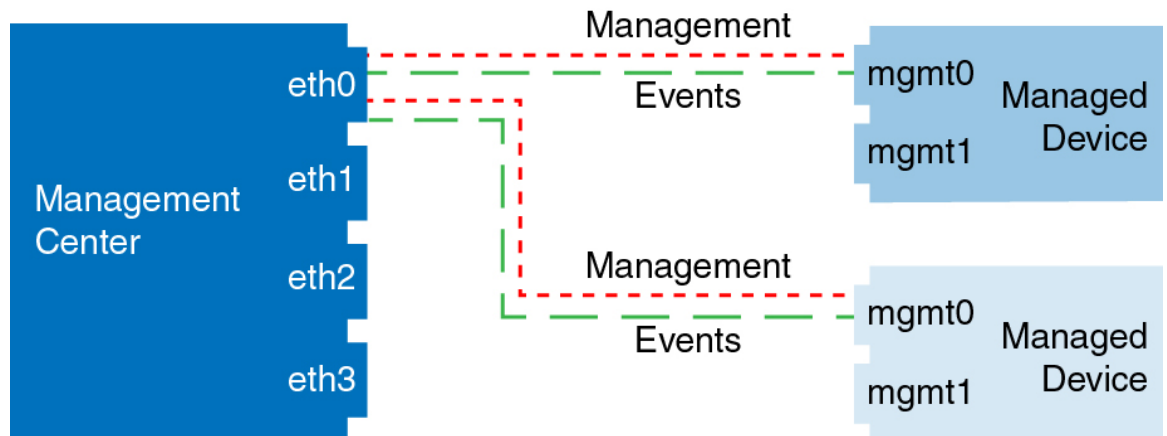 Management
Events
eth0
eth1
eth2
eth3
Management
Center
mgmt0
mgmt1
Managed
Device
Management
Events
mgmt0
mgmt1
Managed
Device